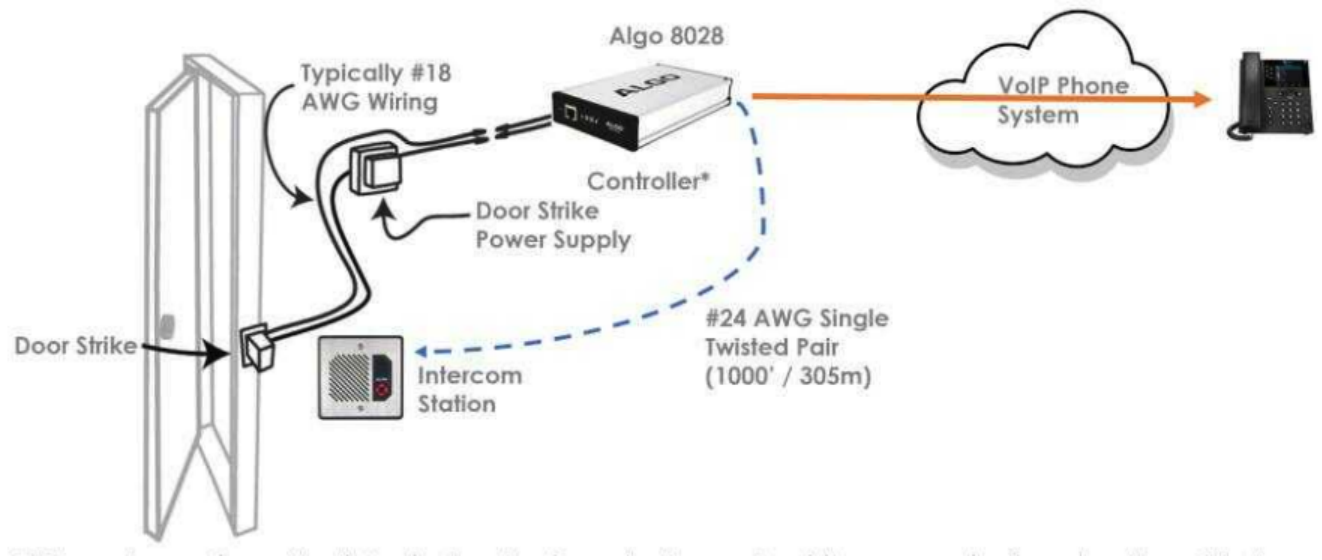 Algo 8028
Typically #18
AWG Wiring
ALGO
VoIP Phone
System
Controller*
Door Strike
Power Supply
#24 AWG Single
Twisted Pair
(1000' / 305m)
Door Strike
Intercom
Station